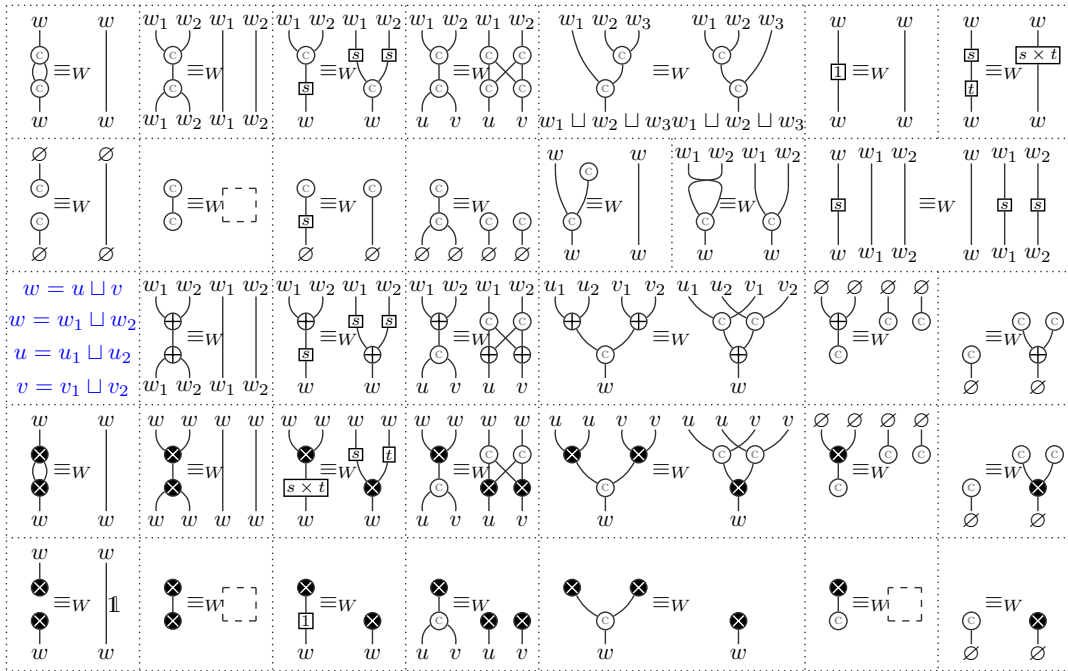 w w w₁ w₂ w₁ w₂ w₁ w₂ w₁ w₂ w₁ w₂ w₁ w₂ w₃ w₁ w₂ w₃ w w w w
c c c s s c c c c c s s × t
≡W ≡W ≡W ≡W ≡W 1 ≡W ≡W
c c s c c c c c c t
w w w₁ w₂ w₁ w₂ w w u v u v w₁ ⊔ w₂ ⊔ w₃ w₁ ⊔ w₂ ⊔ w₃ w w w w
∅ ∅ w w w₁ w₂ w₁ w₂ w w₁ w₂ w w₁ w₂
c c c c c c
≡W ≡W ≡W ≡W ≡W ≡W s ≡W s s
c c s c c c c c c
∅ ∅ ∅ ∅ ∅ ∅ ∅ ∅ w w w w w w₁ w₂ w w₁ w₂
w = u ⊔ v w₁ w₂ w₁ w₂ w₁ w₂ w₁ w₂ w₁ w₂ w₁ w₂ u₁ u₂ v₁ v₂ u₁ u₂ v₁ v₂ ∅ ∅ ∅ ∅
w = w₁ ⊔ w₂ s s c c c c c c c c
≡W ≡W ≡W ≡W ≡W ≡W
u = u₁ ⊔ u₂ s c c c c
v = v₁ ⊔ v₂ w₁ w₂ w₁ w₂ w w u v u v w w ∅ ∅
w w w w w w w w w w w w u u v v u u v v ∅ ∅ ∅ ∅
s t c c c c c c c c
≡W ≡W ≡W ≡W ≡W ≡W ≡W
s × t c c c c
w w w w w w w w u v u v w w ∅ ∅
w w
≡W 𝟙 ≡W ≡W ≡W ≡W ≡W ≡W
1 c c c c
w w w w u v u v w w ∅ ∅